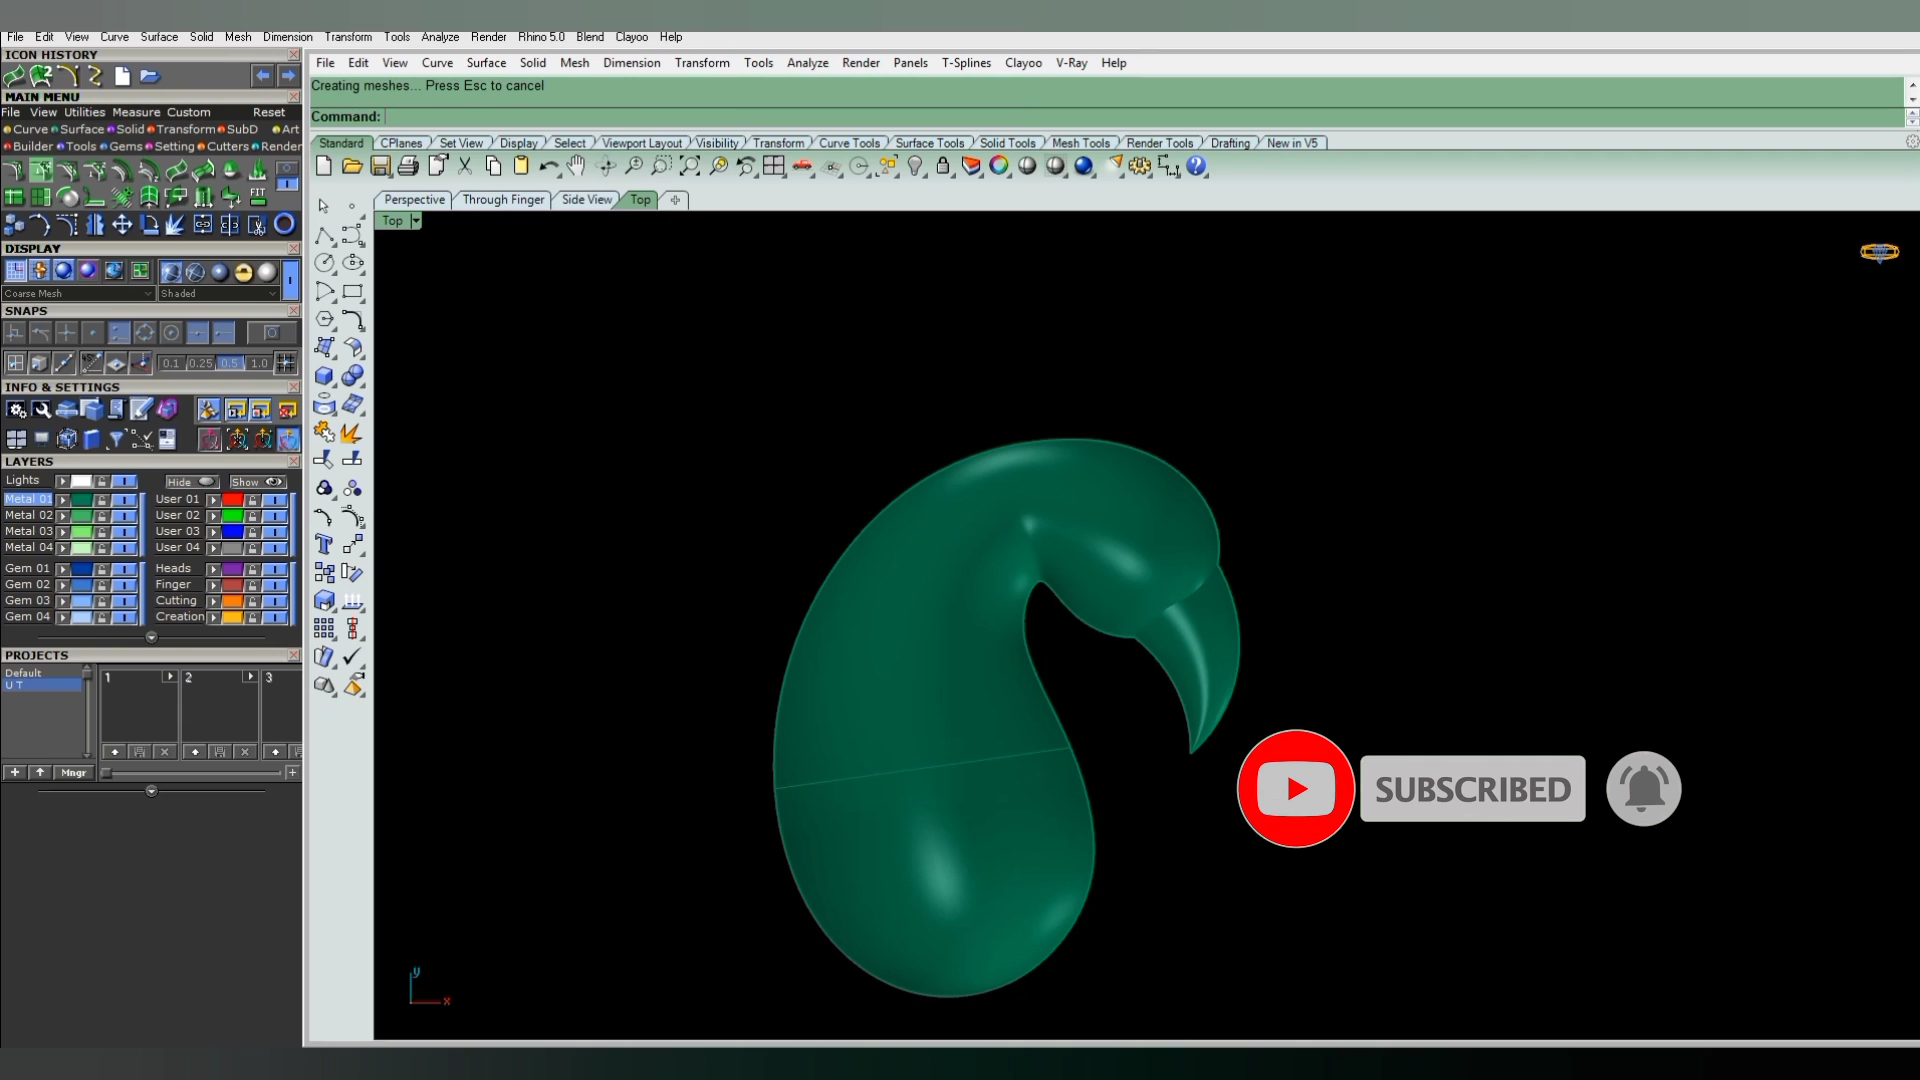 File Edit View Curve Surface Solid Mesh Dimension Transform Tools Analyze Render Rhino 5.0 Blend Clayoo Help
ICON HISTORY
2
MAIN MENU
File View Utilities Measure Custom Reset
Curve Surface Solid Transform SubD Art
Builder Tools Gems Setting Cutters Render
FIT
DISPLAY
Coarse Mesh Shaded
SNAPS
0.1 0.25 0.5 1.0
INFO & SETTINGS
LAYERS
Lights Hide Show
Metal 01 User 01
Metal 02 User 02
Metal 03 User 03
Metal 04 User 04
Gem 01 Heads
Gem 02 Finger
Gem 03 Cutting
Gem 04 Creation
PROJECTS
Default
U T
1 2 3
Mngr
File Edit View Curve Surface Solid Mesh Dimension Transform Tools Analyze Render Panels T-Splines Clayoo V-Ray Help
Creating meshes... Press Esc to cancel
Command:
Standard CPlanes Set View Display Select Viewport Layout Visibility Transform Curve Tools Surface Tools Solid Tools Mesh Tools Render Tools Drafting New in V5
Perspective Through Finger Side View Top
Top
SUBSCRIBED
y
x